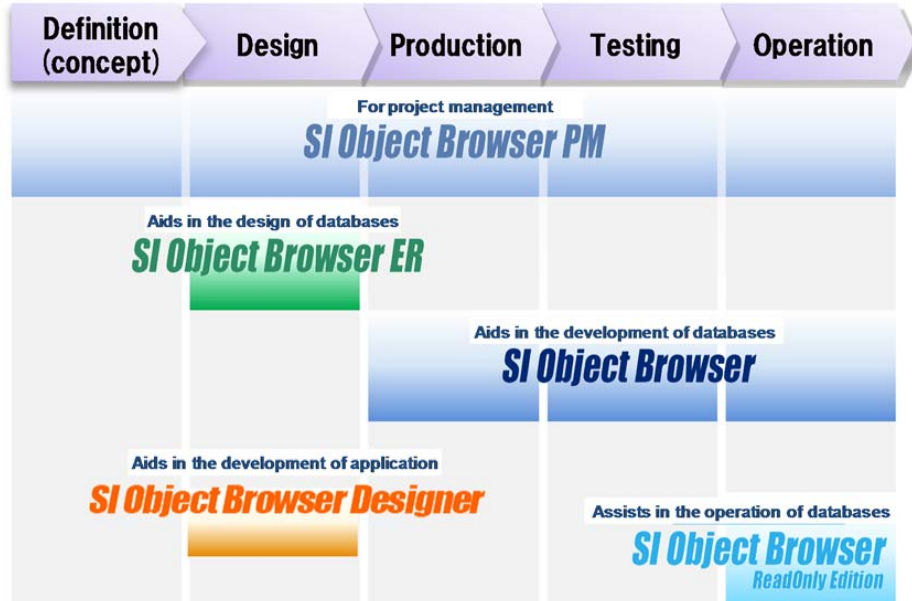 Definition
(concept)
Design
Production
Testing
Operation
For project management
SI Object Browser PM
Aids in the design of databases
SI Object Browser ER
Aids in the development of databases
SI Object Browser
Aids in the development of application
SI Object Browser Designer
Assists in the operation of databases
SI Object Browser
ReadOnly Edition